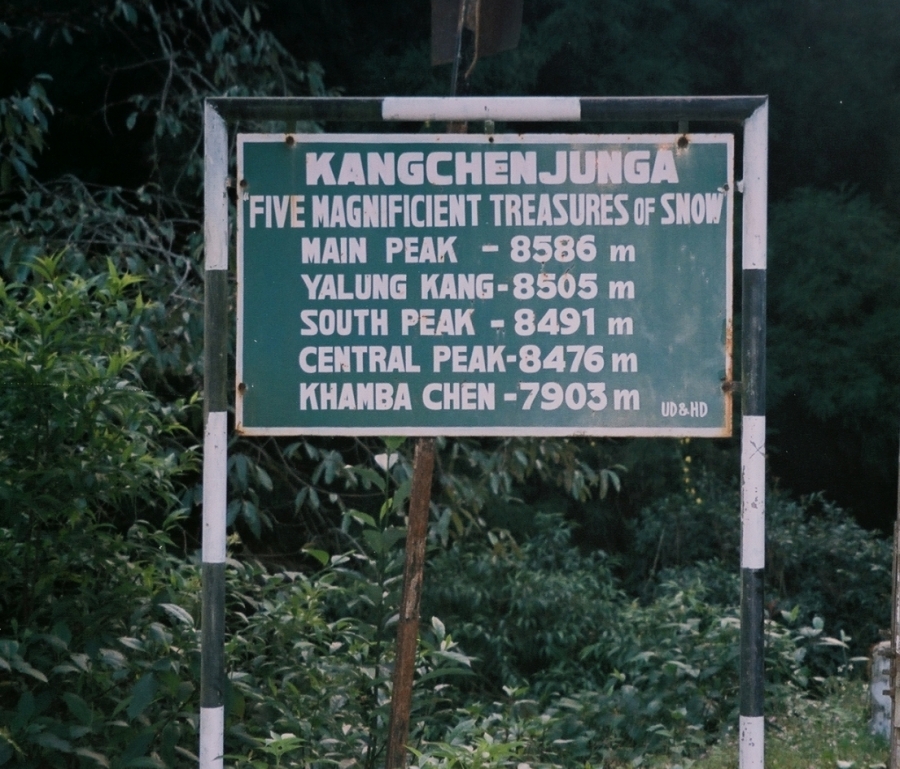 KANGCHENJUNGA
"FIVE MAGNIFICIENT TREASURES OF SNOW"
MAIN PEAK - 8586 m
YALUNG KANG-8505 m
SOUTH PEAK - 8491 m
CENTRAL PEAK-8476 m
KHAMBA CHEN -7903 m
UD&HD